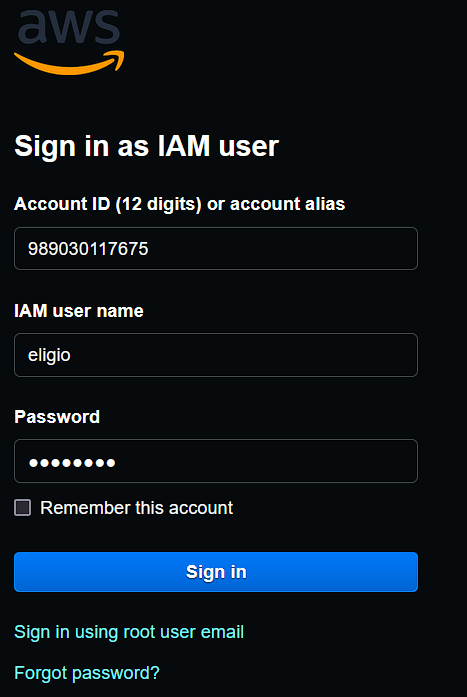 aws
Sign in as IAM user
Account ID (12 digits) or account alias
989030117675
IAM user name
eligio
Password
••••••••
Remember this account
Sign in
Sign in using root user email
Forgot password?